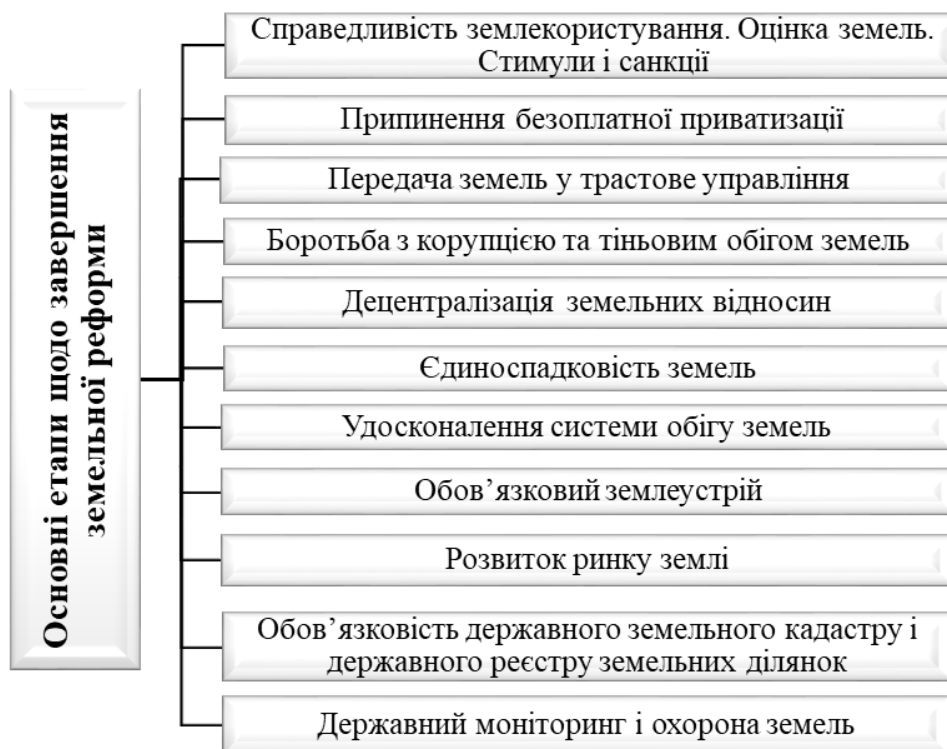 Основні етапи щодо завершення
земельної реформи
Справедливість землекористування. Оцінка земель.
Стимули і санкції
Припинення безоплатної приватизації
Передача земель у трастове управління
Боротьба з корупцією та тіньовим обігом земель
Децентралізація земельних відносин
Єдиноспадковість земель
Удосконалення системи обігу земель
Обов’язковий землеустрій
Розвиток ринку землі
Обов’язковість державного земельного кадастру і
державного реєстру земельних ділянок
Державний моніторинг і охорона земель